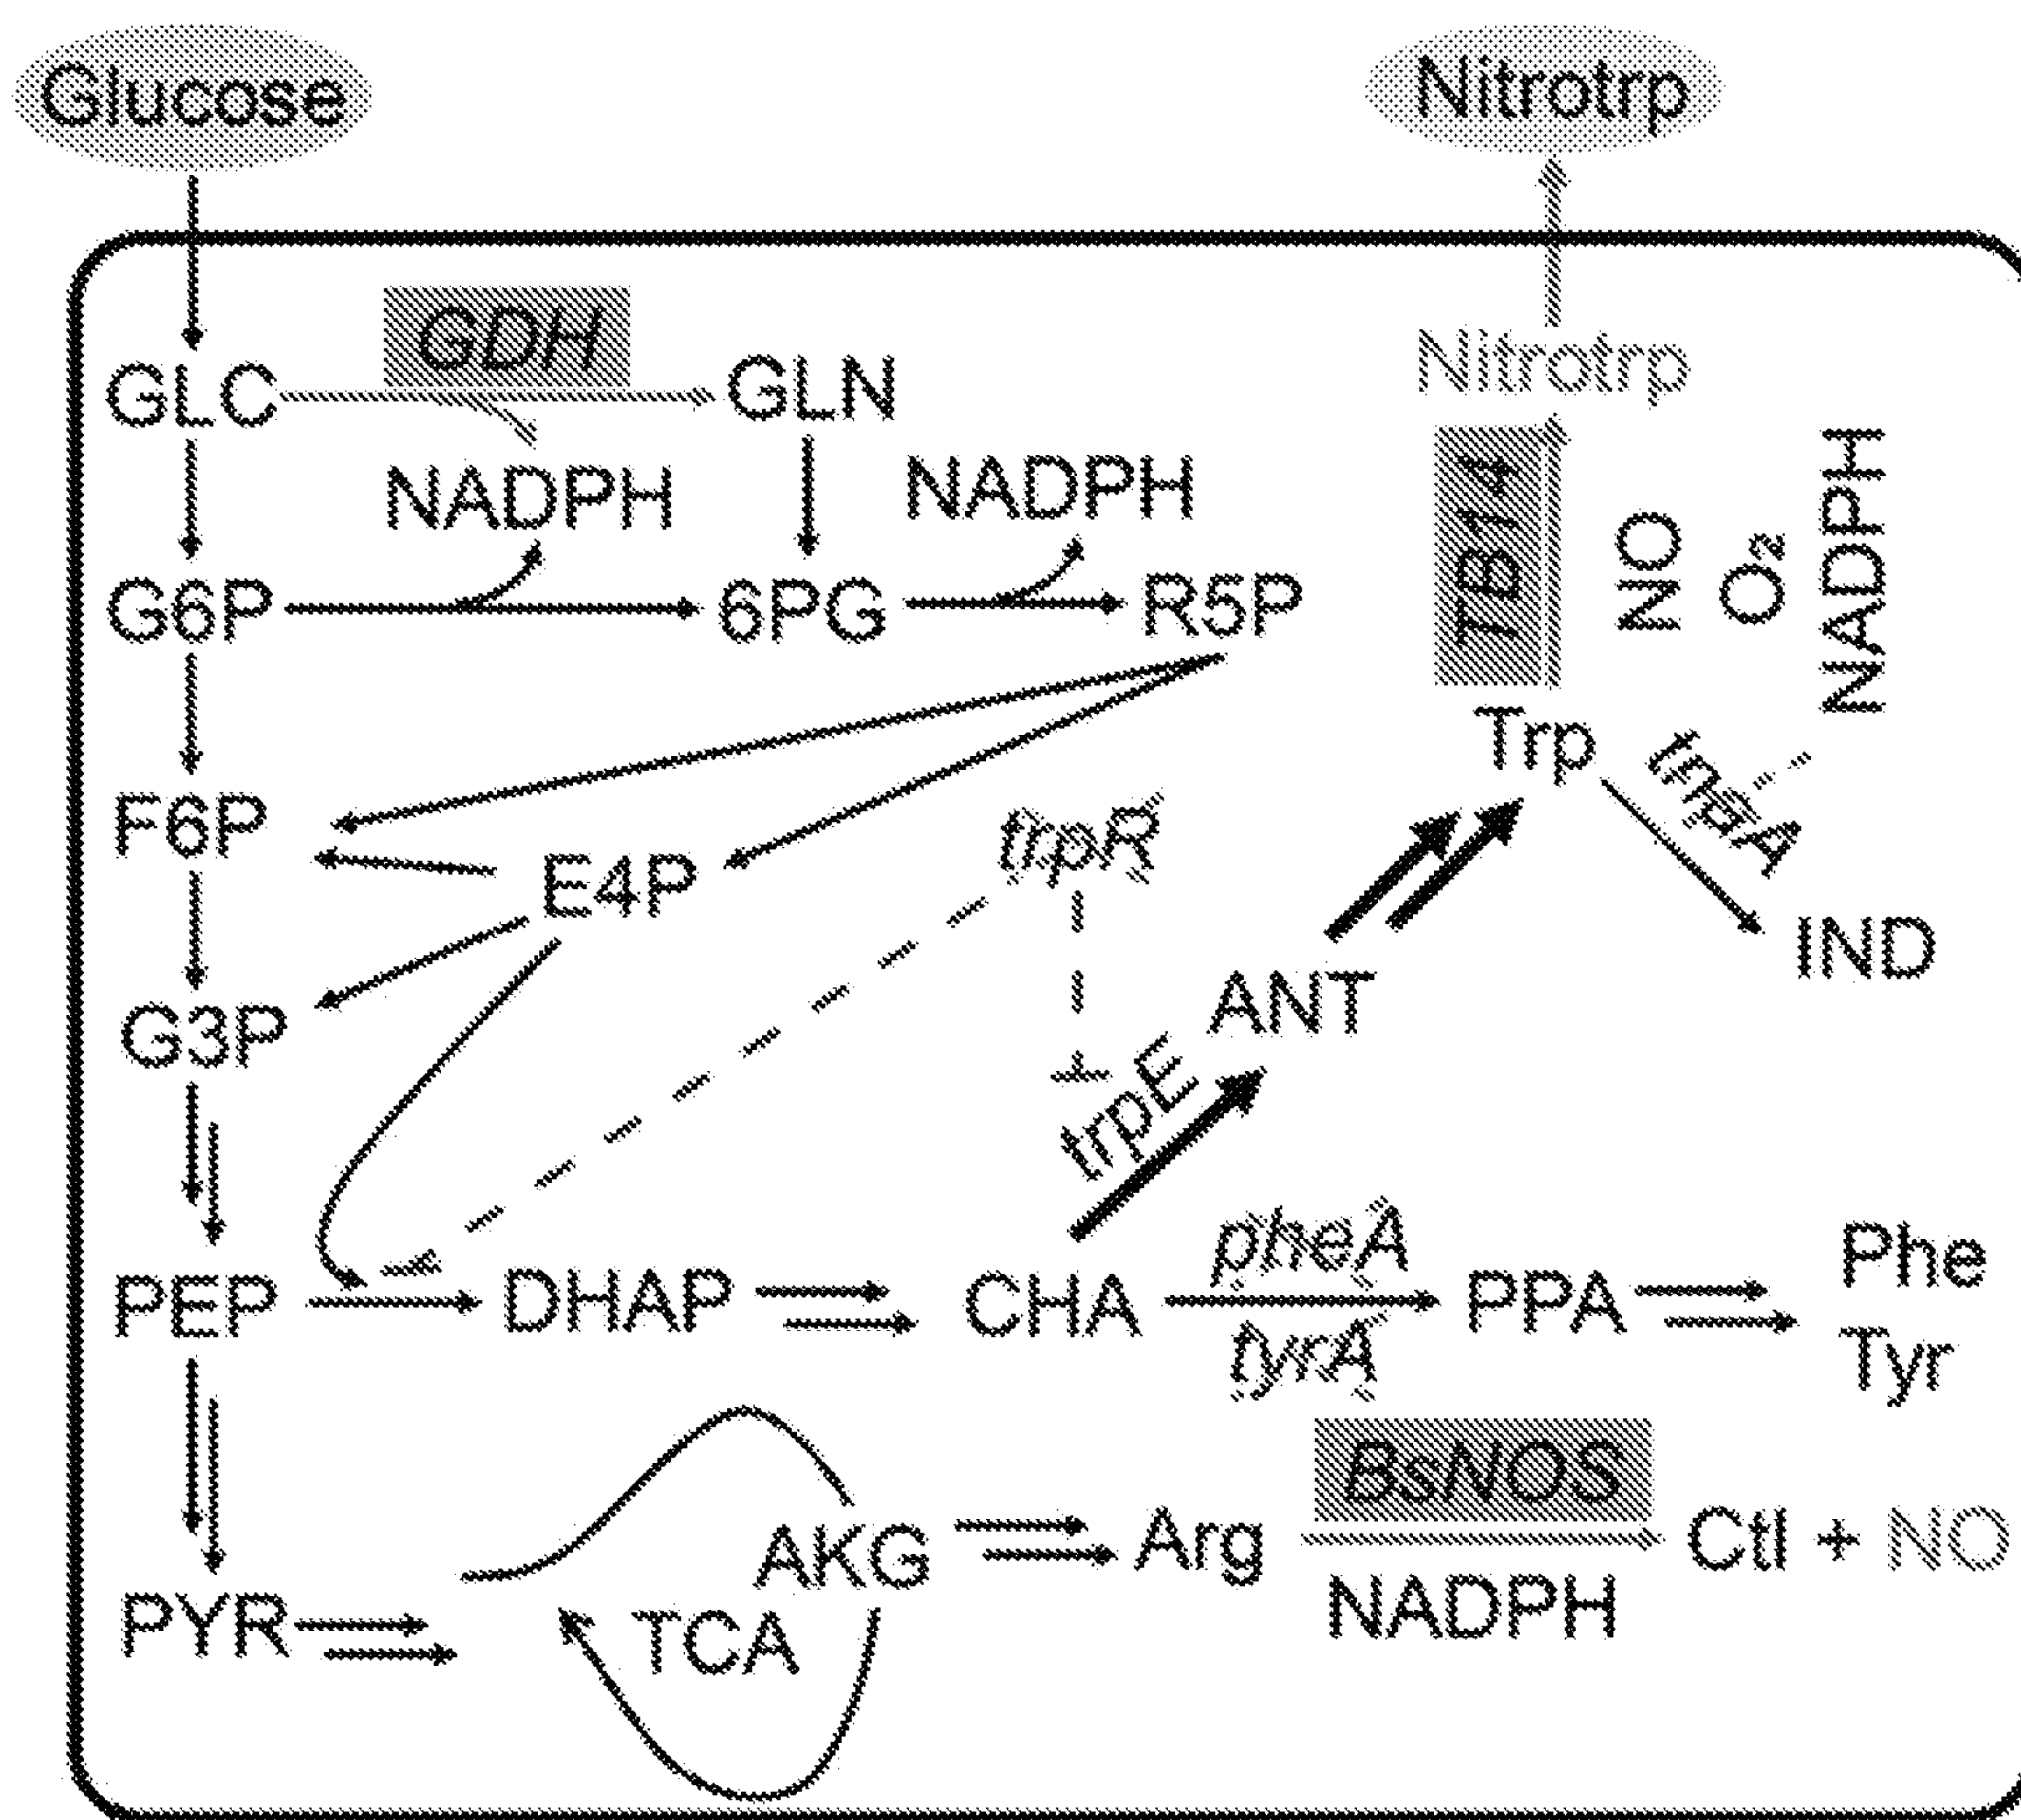 Glucose
Nitrotrp
GDH
Nitrotrp
GLC
GLN
NADPH
NADPH
TB14
NO
O₂
NADPH
G6P
6PG
R5P
Trp
tnaA
F6P
trpR
E4P
IND
G3P
ANT
trpE
pheA
Phe
PEP
DHAP
CHA
PPA
tyrA
Tyr
BsNOS
AKG
Arg
Ctl + NO
NADPH
PYR
TCA